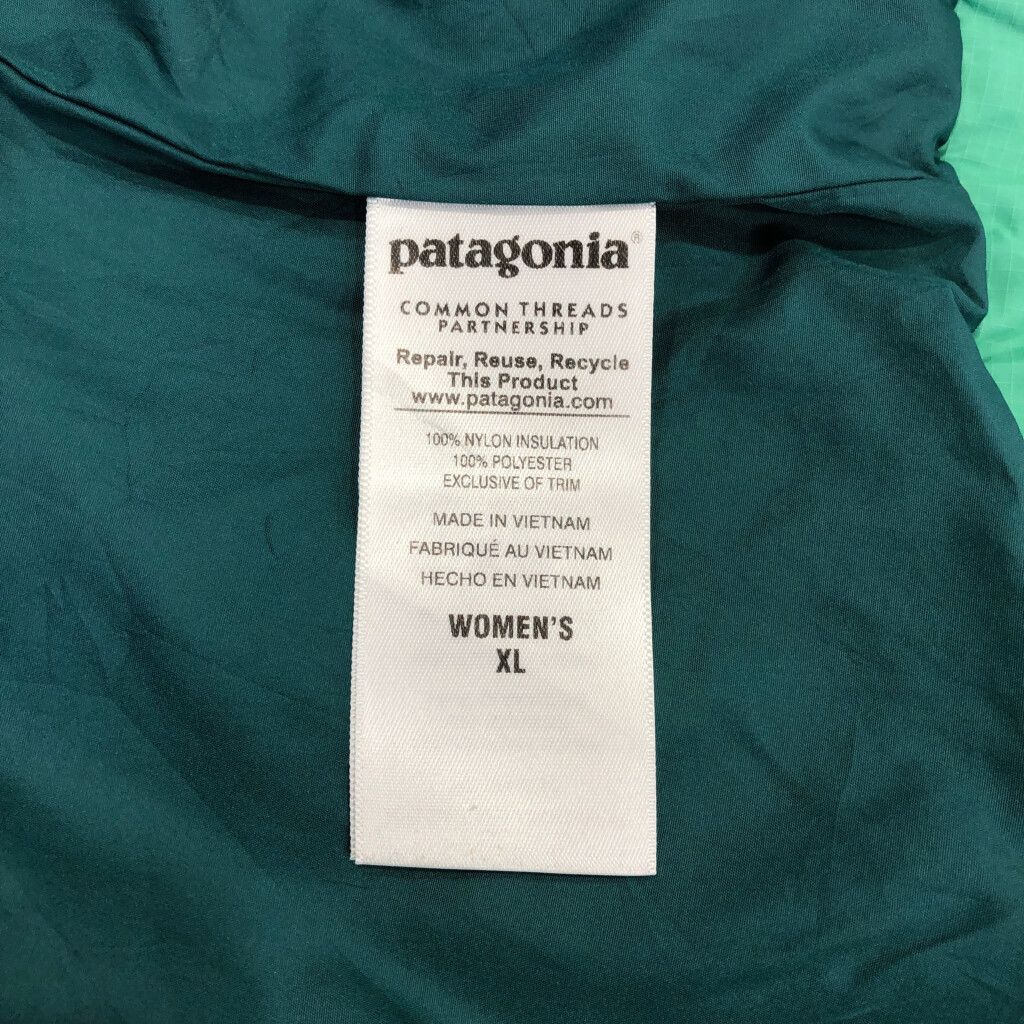 patagonia®
COMMON THREADS
PARTNERSHIP
Repair, Reuse, Recycle
This Product
www.patagonia.com
100% NYLON INSULATION
100% POLYESTER
EXCLUSIVE OF TRIM
MADE IN VIETNAM
FABRIQUÉ AU VIETNAM
HECHO EN VIETNAM
WOMEN'S
XL